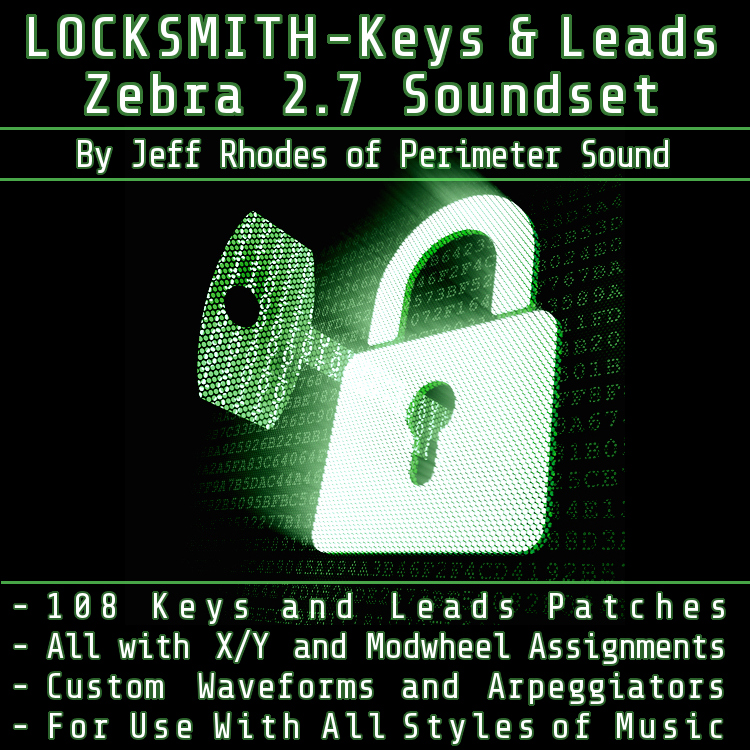 LOCKSMITH-Keys & Leads
Zebra 2.7 Soundset
By Jeff Rhodes of Perimeter Sound
- 108 Keys and Leads Patches
- All with X/Y and Modwheel Assignments
- Custom Waveforms and Arpeggiators
- For Use With All Styles of Music